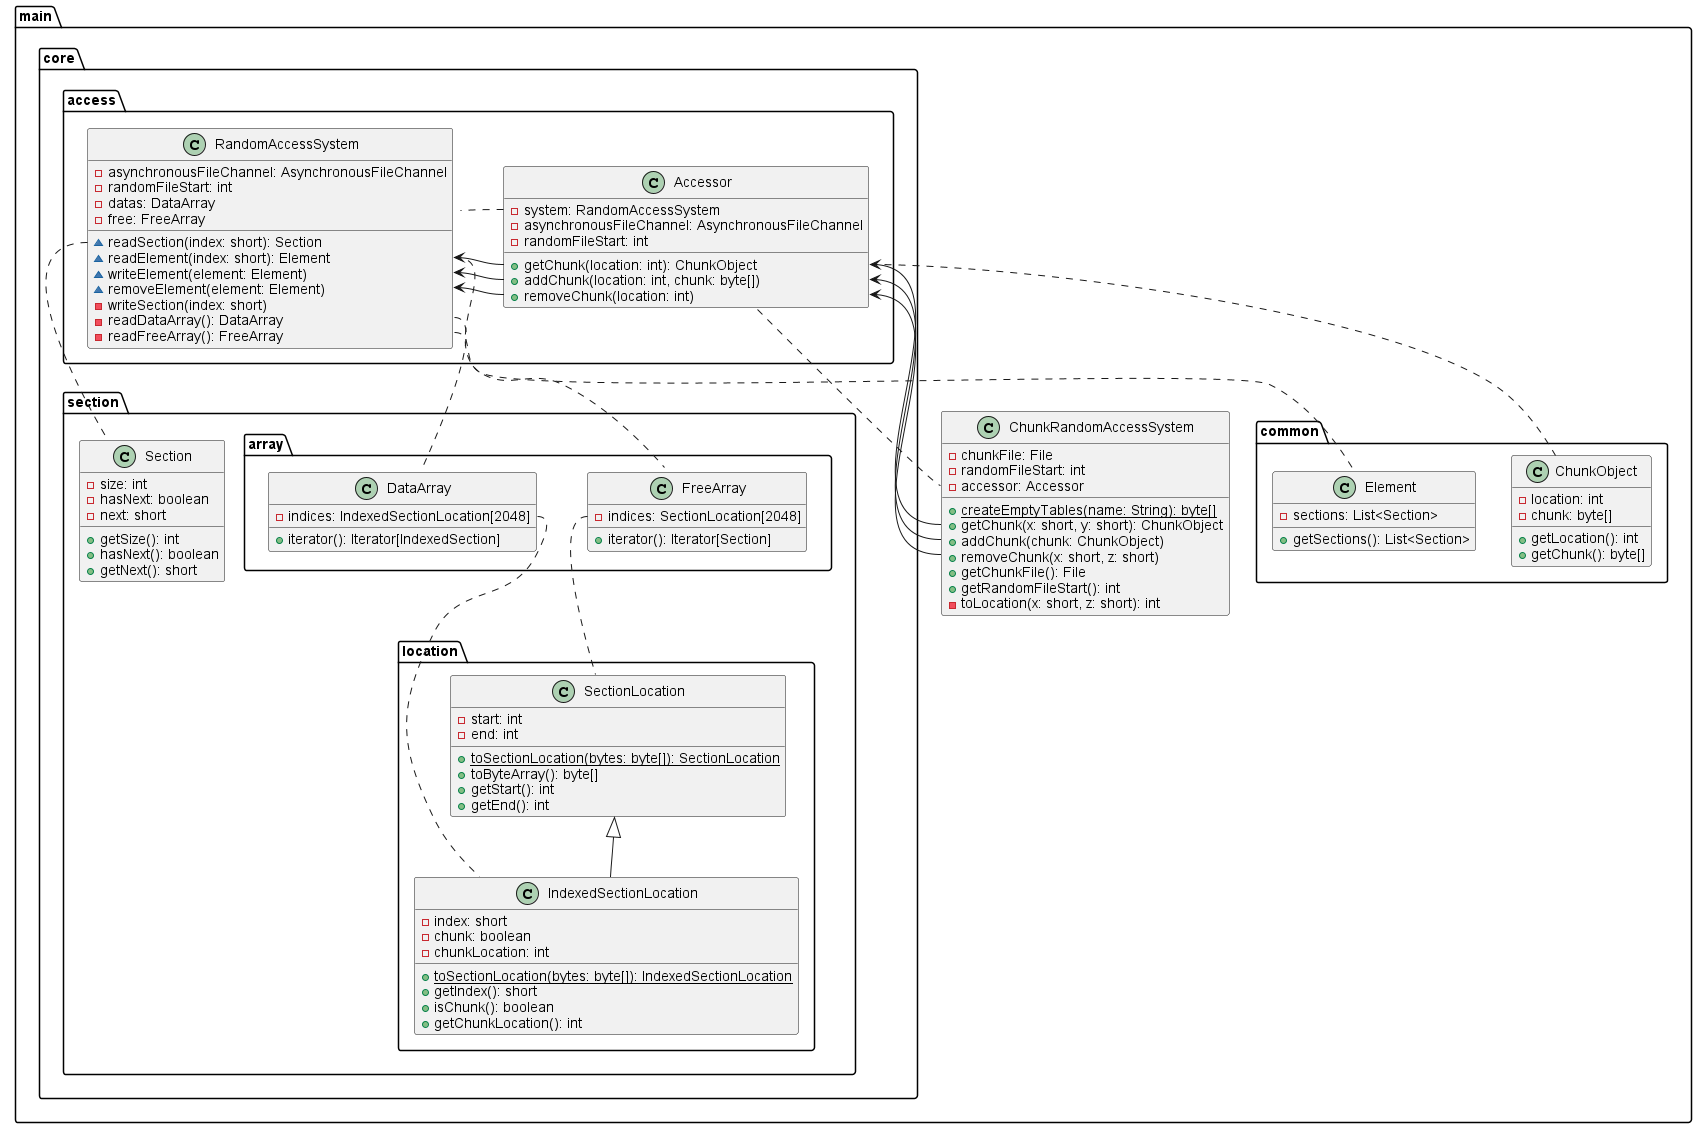 main
core
access
C RandomAccessSystem
asynchronousFileChannel: AsynchronousFileChannel
randomFileStart: int
datas: DataArray
free: FreeArray
readSection(index: short): Section
readElement(index: short): Element
writeElement(element: Element)
removeElement(element: Element)
writeSection(index: short)
readDataArray(): DataArray
readFreeArray(): FreeArray
C Accessor
system: RandomAccessSystem
asynchronousFileChannel: AsynchronousFileChannel
randomFileStart: int
getChunk(location: int): ChunkObject
addChunk(location: int, chunk: byte[])
removeChunk(location: int)
section
C Section
size: int
hasNext: boolean
next: short
getSize(): int
hasNext(): boolean
getNext(): short
array
C DataArray
indices: IndexedSectionLocation[2048]
iterator(): Iterator[IndexedSection]
C FreeArray
indices: SectionLocation[2048]
iterator(): Iterator[Section]
location
C SectionLocation
start: int
end: int
toSectionLocation(bytes: byte[]): SectionLocation
toByteArray(): byte[]
getStart(): int
getEnd(): int
C IndexedSectionLocation
index: short
chunk: boolean
chunkLocation: int
toSectionLocation(bytes: byte[]): IndexedSectionLocation
getIndex(): short
isChunk(): boolean
getChunkLocation(): int
C ChunkRandomAccessSystem
chunkFile: File
randomFileStart: int
accessor: Accessor
createEmptyTables(name: String): byte[]
getChunk(x: short, y: short): ChunkObject
addChunk(chunk: ChunkObject)
removeChunk(x: short, z: short)
getChunkFile(): File
getRandomFileStart(): int
toLocation(x: short, z: short): int
common
C Element
sections: List<Section>
getSections(): List<Section>
C ChunkObject
location: int
chunk: byte[]
getLocation(): int
getChunk(): byte[]